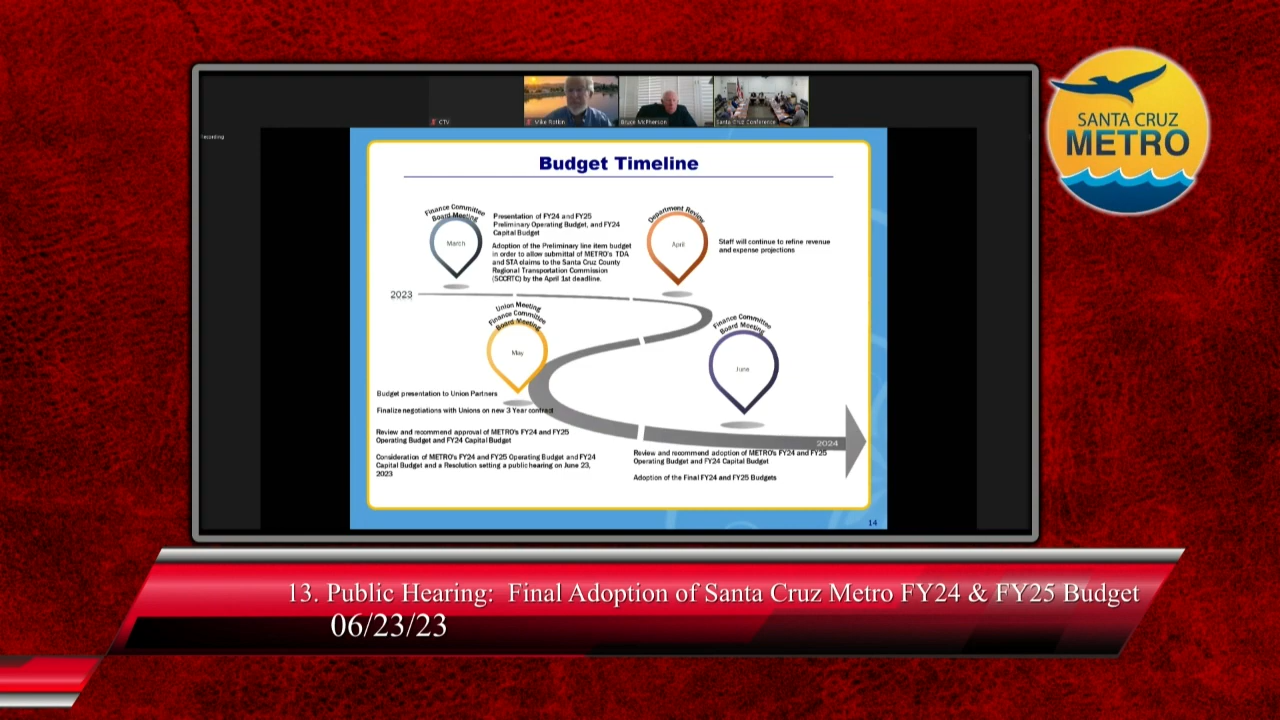 SANTA CRUZ
METRO
CTV
Mike Rotkin
Bruce McPherson
Santa Cruz Conference
Recording
Budget Timeline
Finance Committee
Board Meeting
March
Presentation of FY24 and FY25
Preliminary Operating Budget, and FY24
Capital Budget
Adoption of the Preliminary line item budget
in order to allow submittal of METRO's TDA
and STA claims to the Santa Cruz County
Regional Transportation Commission
(SCCRTC) by the April 1st deadline.
Department Review
April
Staff will continue to refine revenue
and expense projections
2023
Union Meeting
Finance Committee
Board Meeting
May
Finance Committee
Board Meeting
June
Budget presentation to Union Partners
Finalize negotiations with Unions on new 3 Year contract
Review and recommend approval of METRO's FY24 and FY25
Operating Budget and FY24 Capital Budget
Consideration of METRO's FY24 and FY25 Operating Budget and FY24
Capital Budget and a Resolution setting a public hearing on June 23,
2023
2024
Review and recommend adoption of METRO's FY24 and FY25
Operating Budget and FY24 Capital Budget
Adoption of the Final FY24 and FY25 Budgets
14
13. Public Hearing: Final Adoption of Santa Cruz Metro FY24 & FY25 Budget
06/23/23